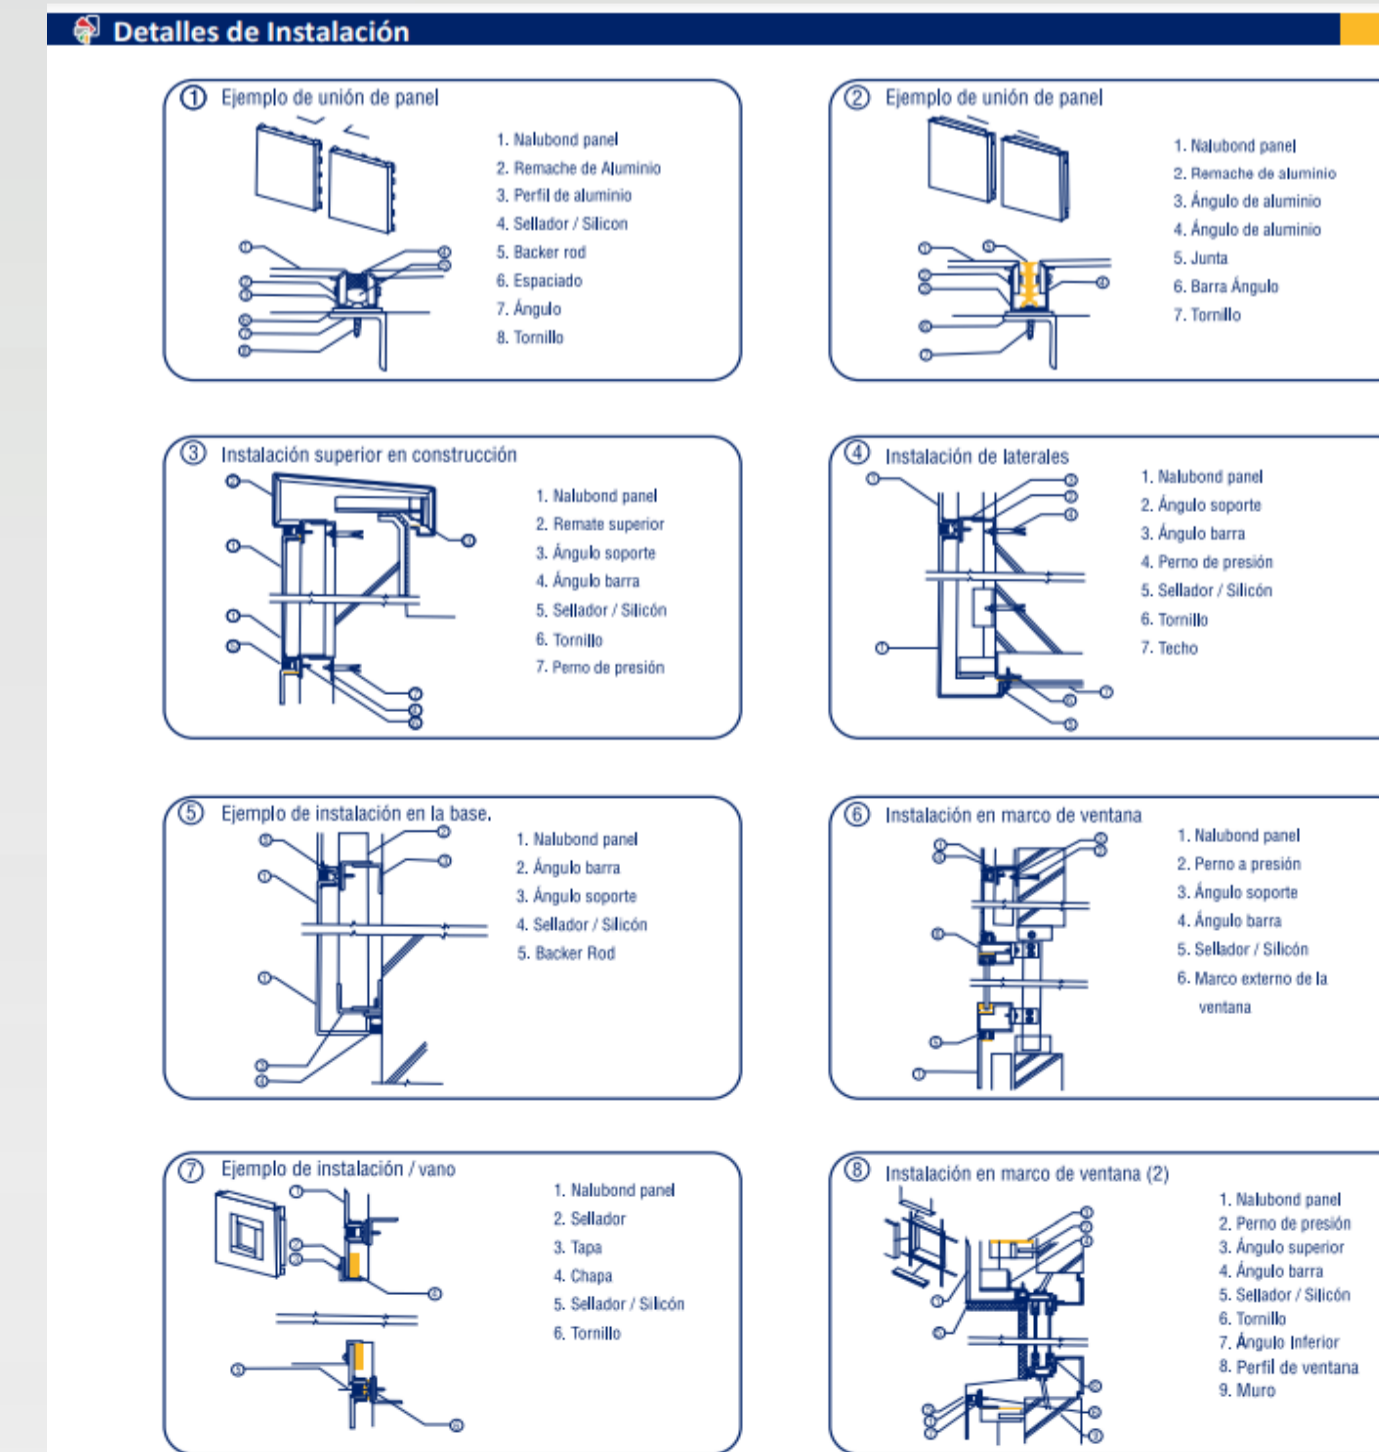 Detalles de Instalación
1 Ejemplo de unión de panel
1. Nalubond panel
2. Remache de Aluminio
3. Perfil de aluminio
4. Sellador / Silicon
5. Backer rod
6. Espaciado
7. Ángulo
8. Tornillo
2 Ejemplo de unión de panel
1. Nalubond panel
2. Remache de aluminio
3. Ángulo de aluminio
4. Ángulo de aluminio
5. Junta
6. Barra Ángulo
7. Tornillo
3 Instalación superior en construcción
1. Nalubond panel
2. Remate superior
3. Ángulo soporte
4. Ángulo barra
5. Sellador / Silicón
6. Tornillo
7. Perno de presión
4 Instalación de laterales
1. Nalubond panel
2. Ángulo soporte
3. Ángulo barra
4. Perno de presión
5. Sellador / Silicón
6. Tornillo
7. Techo
5 Ejemplo de instalación en la base.
1. Nalubond panel
2. Ángulo barra
3. Ángulo soporte
4. Sellador / Silicón
5. Backer Rod
6 Instalación en marco de ventana
1. Nalubond panel
2. Perno a presión
3. Ángulo soporte
4. Ángulo barra
5. Sellador / Silicón
6. Marco externo de la
ventana
7 Ejemplo de instalación / vano
1. Nalubond panel
2. Sellador
3. Tapa
4. Chapa
5. Sellador / Silicón
6. Tornillo
8 Instalación en marco de ventana (2)
1. Nalubond panel
2. Perno de presión
3. Ángulo superior
4. Ángulo barra
5. Sellador / Silicón
6. Tornillo
7. Ángulo Inferior
8. Perfil de ventana
9. Muro